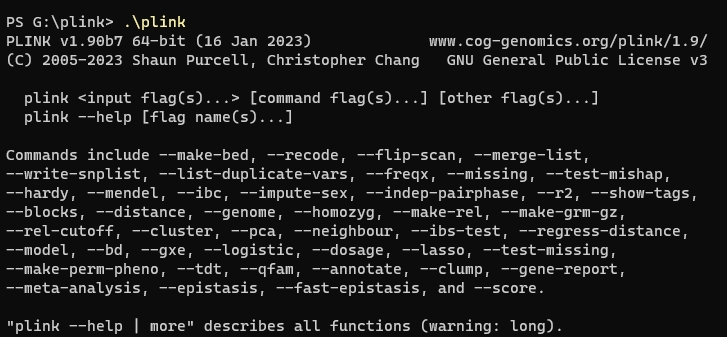 PS G:\plink> .\plink
PLINK v1.90b7 64-bit (16 Jan 2023)             www.cog-genomics.org/plink/1.9/
(C) 2005-2023 Shaun Purcell, Christopher Chang   GNU General Public License v3

  plink <input flag(s)...> [command flag(s)...] [other flag(s)...]
  plink --help [flag name(s)...]

Commands include --make-bed, --recode, --flip-scan, --merge-list,
--write-snplist, --list-duplicate-vars, --freqx, --missing, --test-mishap,
--hardy, --mendel, --ibc, --impute-sex, --indep-pairphase, --r2, --show-tags,
--blocks, --distance, --genome, --homozyg, --make-rel, --make-grm-gz,
--rel-cutoff, --cluster, --pca, --neighbour, --ibs-test, --regress-distance,
--model, --bd, --gxe, --logistic, --dosage, --lasso, --test-missing,
--make-perm-pheno, --tdt, --qfam, --annotate, --clump, --gene-report,
--meta-analysis, --epistasis, --fast-epistasis, and --score.

"plink --help | more" describes all functions (warning: long).